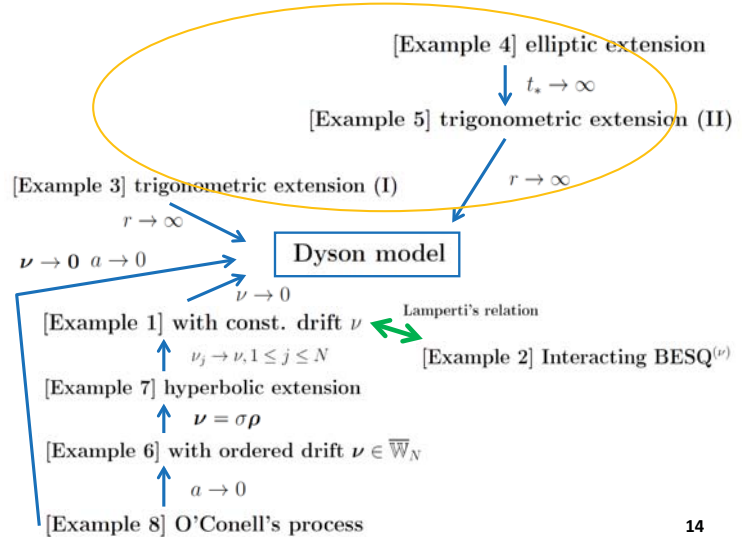 [Example 4] elliptic extension
t_* → ∞
[Example 5] trigonometric extension (II)
[Example 3] trigonometric extension (I)
r → ∞
r → ∞
ν → 0 a → 0
Dyson model
ν → 0
Lamperti's relation
[Example 1] with const. drift ν
ν_j → ν, 1 ≤ j ≤ N
[Example 2] Interacting BESQ^(ν)
[Example 7] hyperbolic extension
ν = σρ
[Example 6] with ordered drift ν ∈ \overline{𝕎}_N
a → 0
[Example 8] O'Conell's process
14